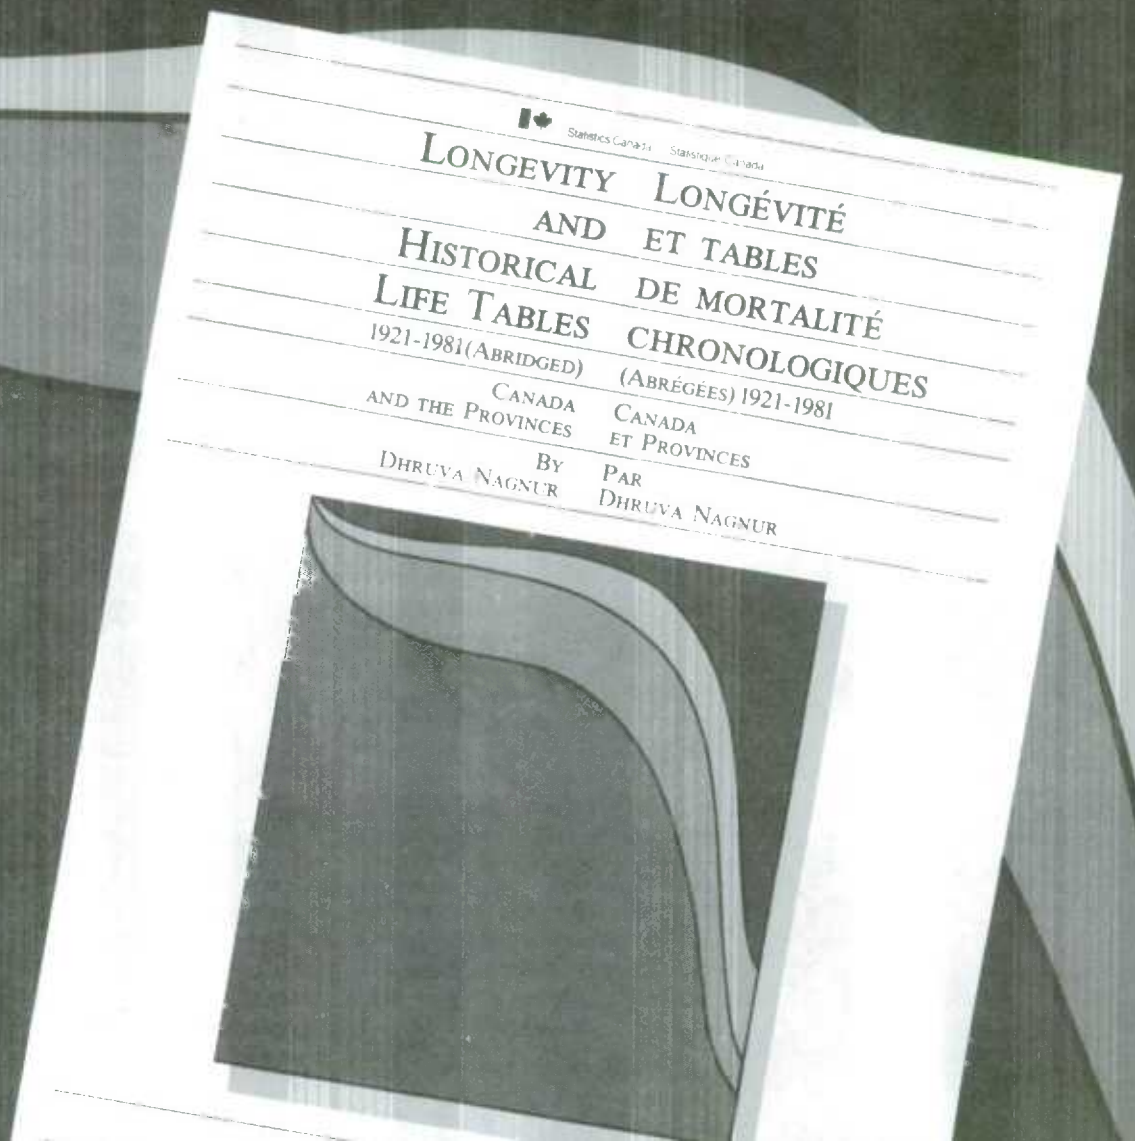 Statistics Canada Statistique Canada
LONGEVITY
AND
HISTORICAL
LIFE TABLES
1921-1981(ABRIDGED)
CANADA
AND THE PROVINCES
BY
DHRUVA NAGNUR
LONGÉVITÉ
ET TABLES
DE MORTALITÉ
CHRONOLOGIQUES
(ABRÉGÉES) 1921-1981
CANADA
ET PROVINCES
PAR
DHRUVA NAGNUR